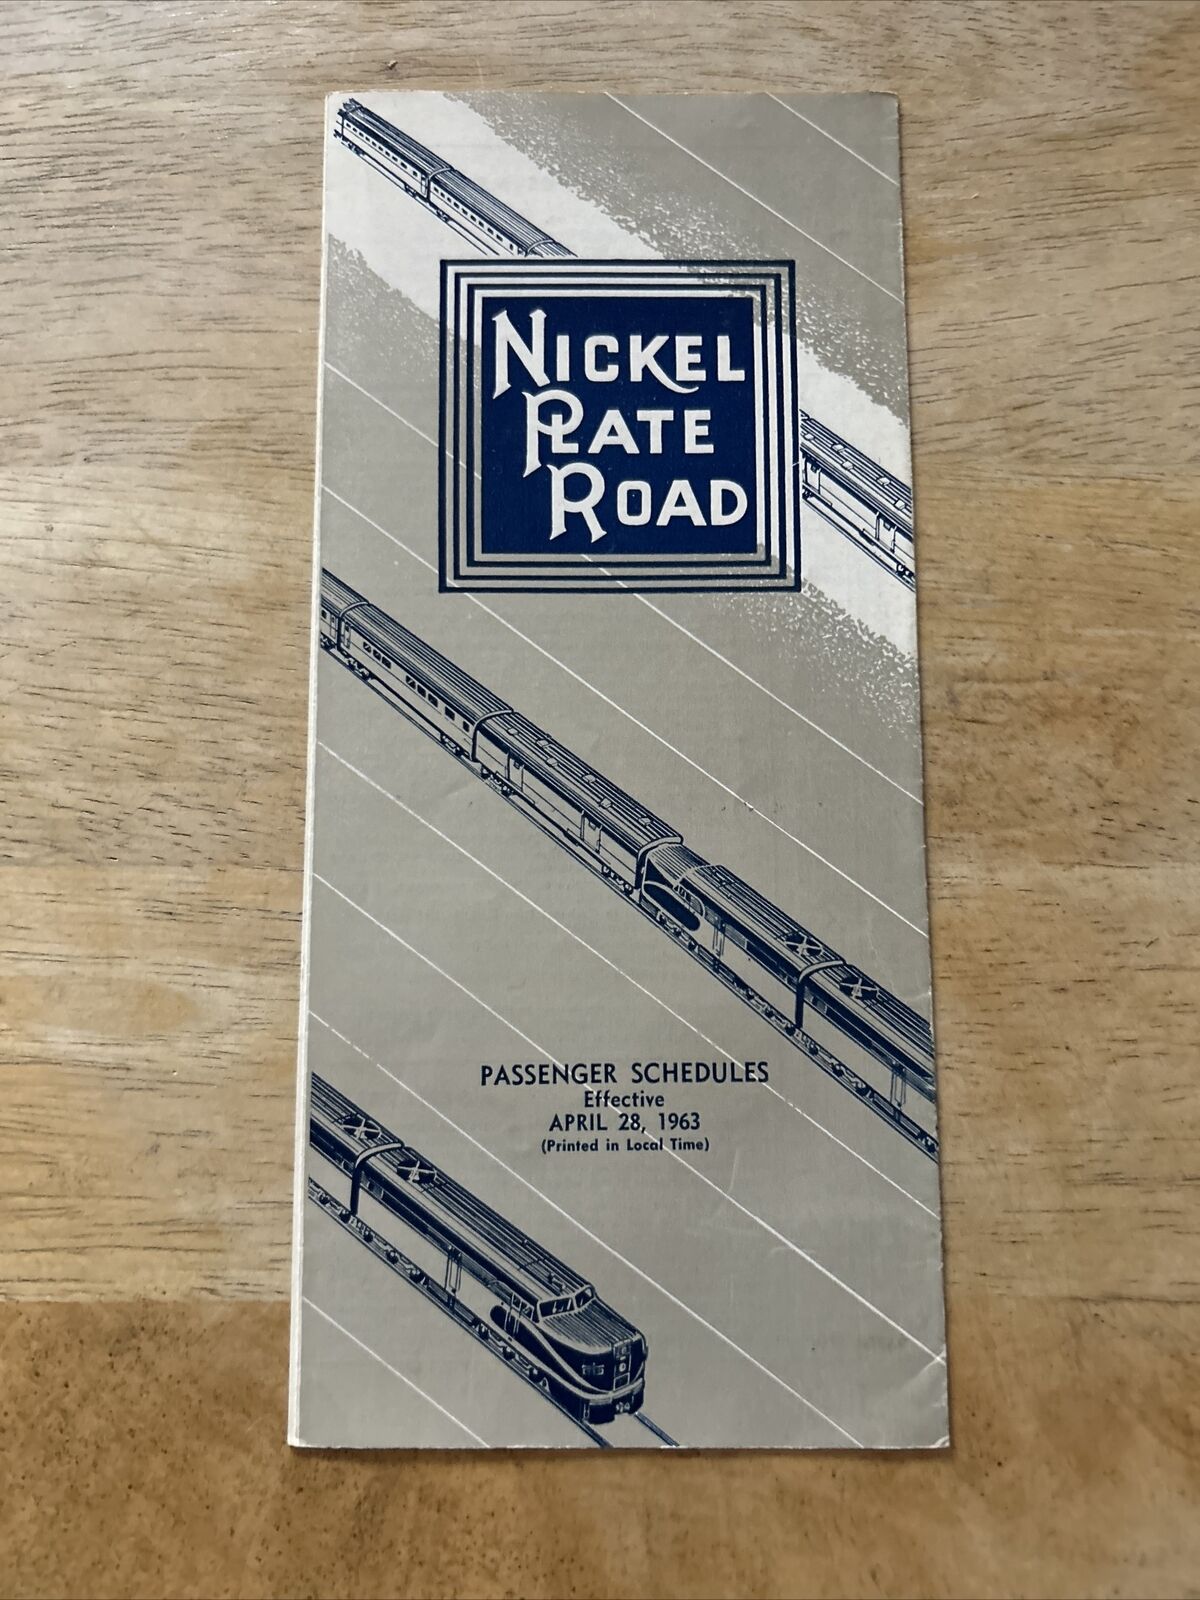 NICKEL
PLATE
ROAD
PASSENGER SCHEDULES
Effective
APRIL 28, 1963
(Printed in Local Time)